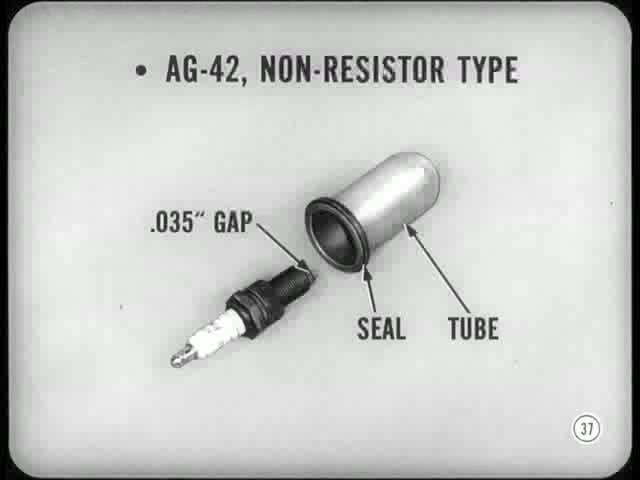 • AG-42, NON-RESISTOR TYPE
.035" GAP
SEAL
TUBE
37